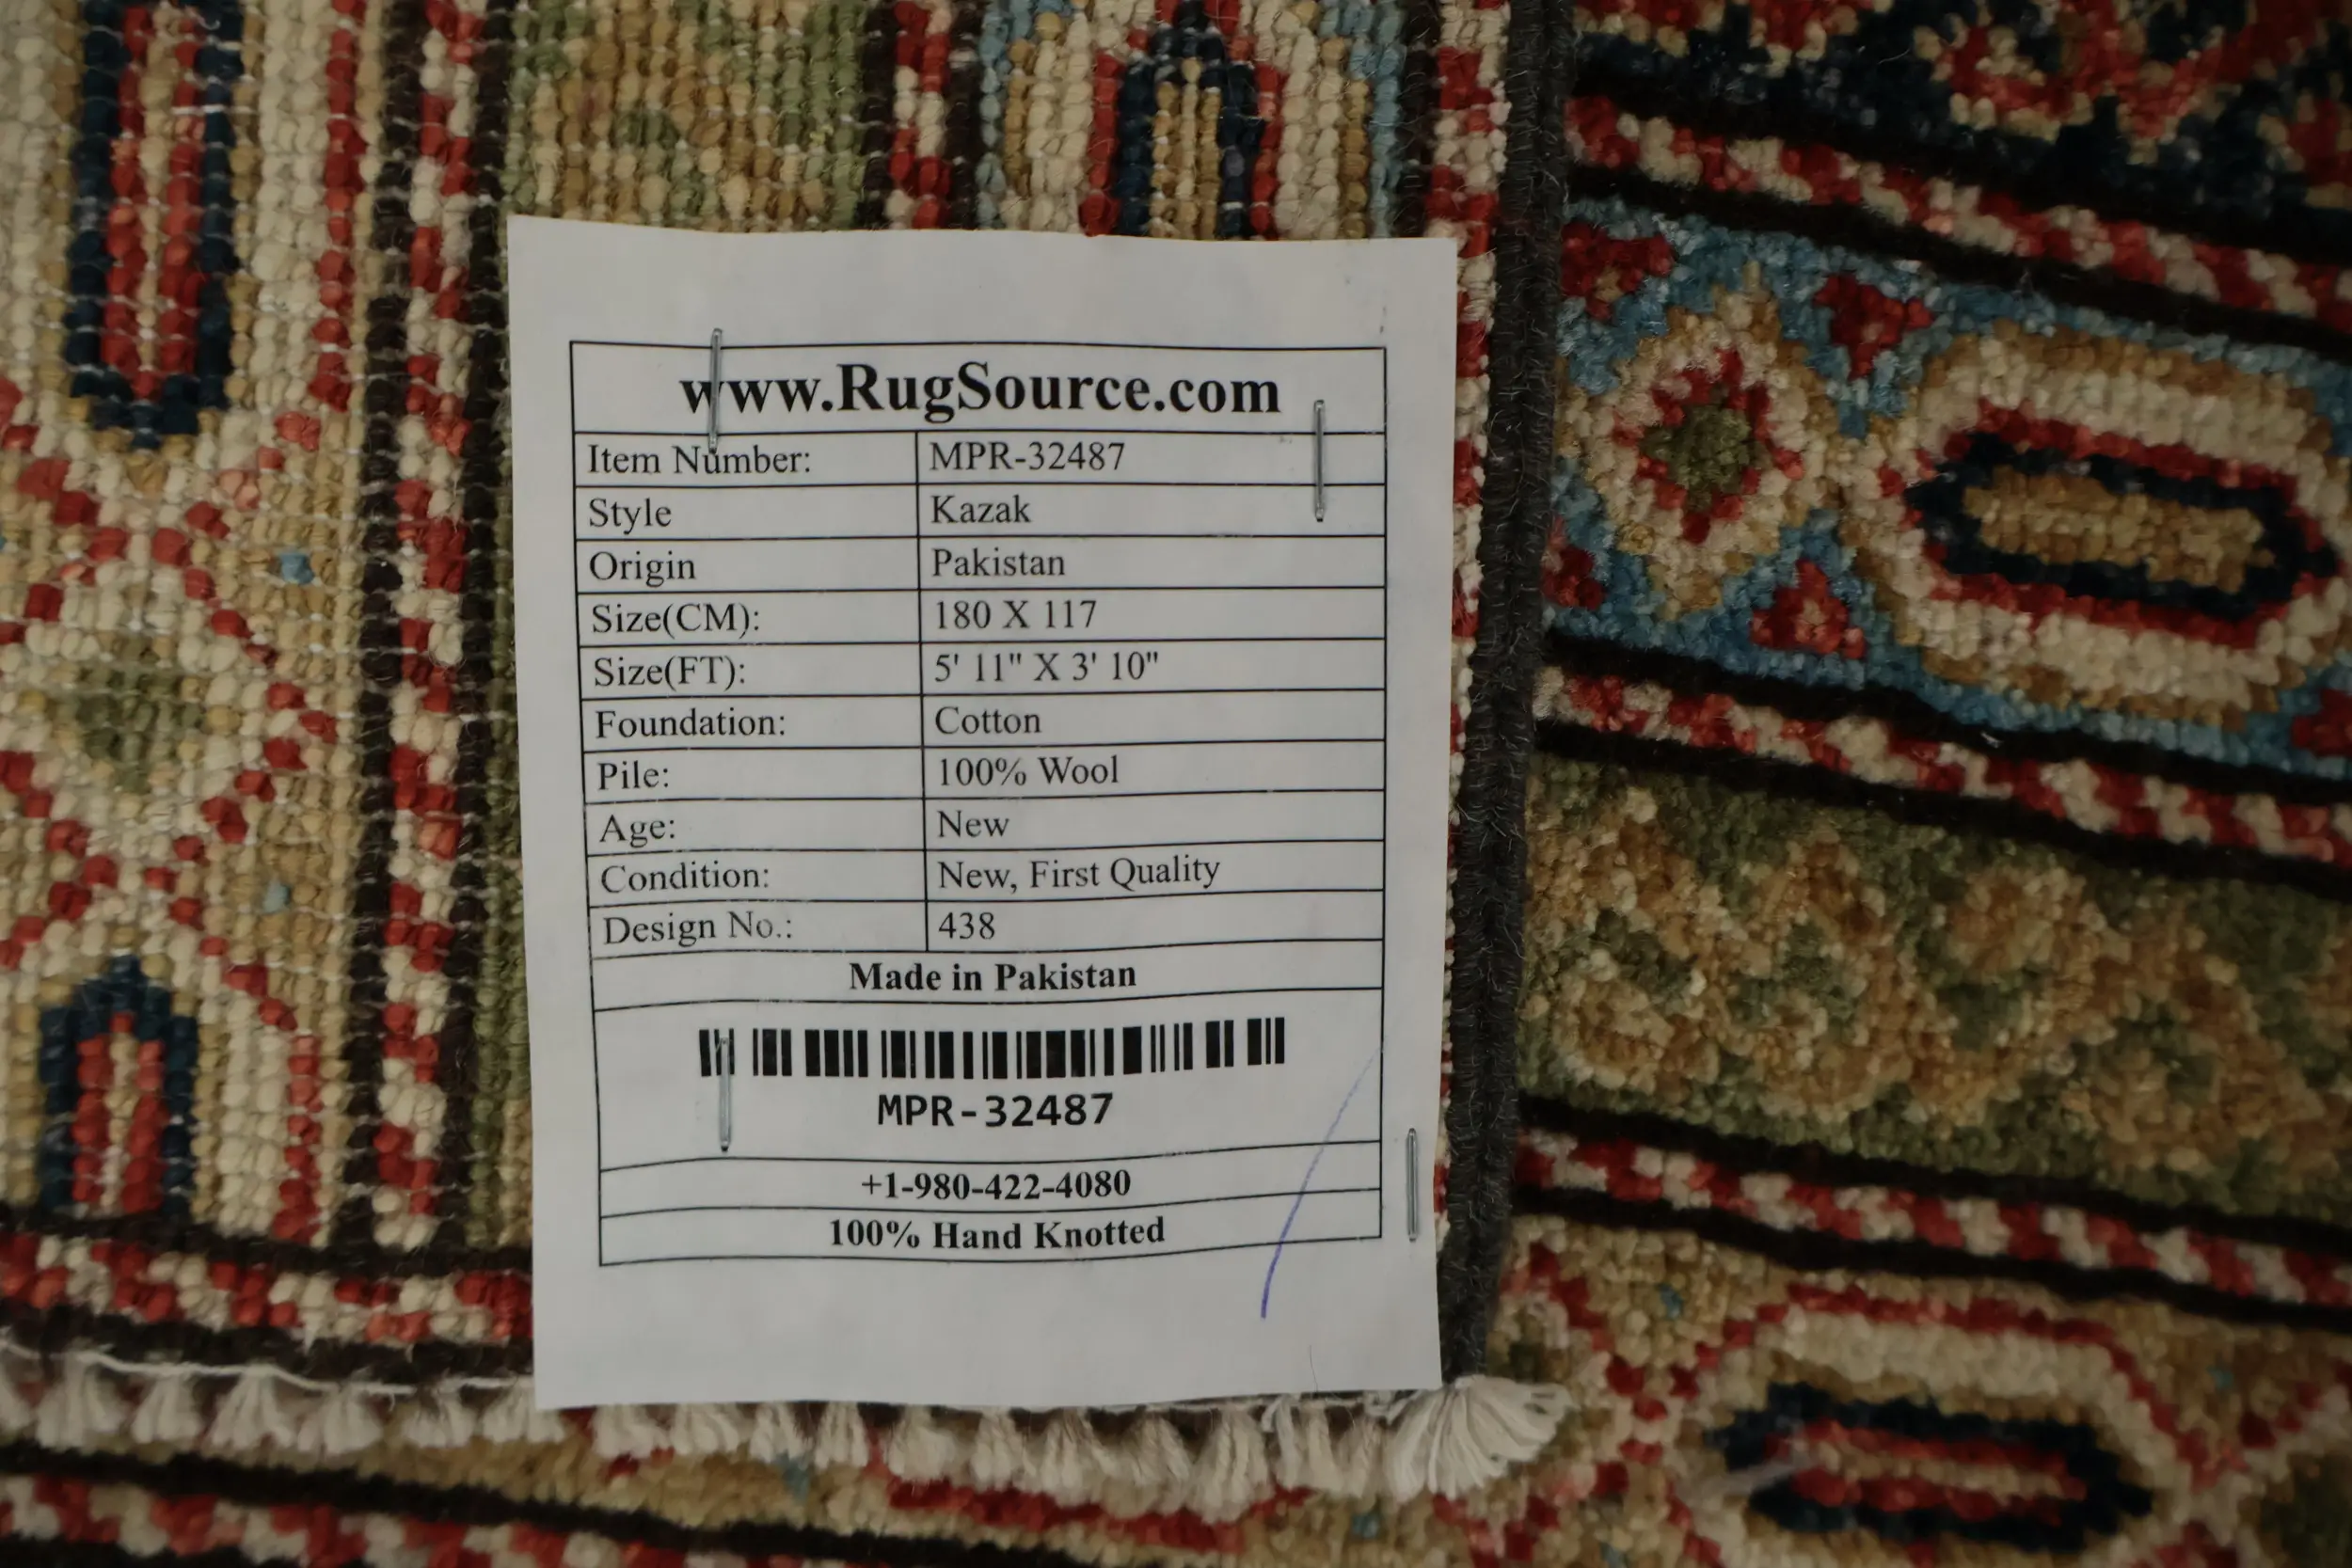 www.RugSource.com
Item Number: MPR-32487
Style Kazak
Origin Pakistan
Size(CM): 180 X 117
Size(FT): 5' 11" X 3' 10"
Foundation: Cotton
Pile: 100% Wool
Age: New
Condition: New, First Quality
Design No.: 438
Made in Pakistan
MPR-32487
+1-980-422-4080
100% Hand Knotted